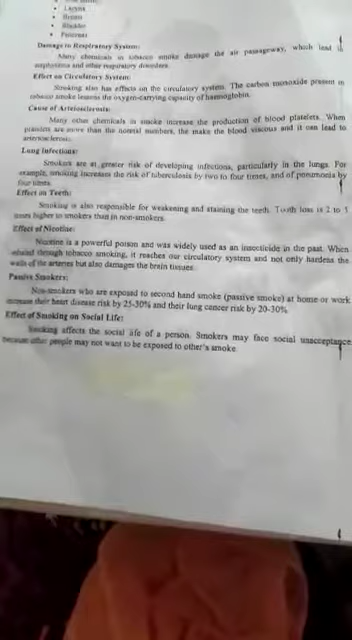 • Larynx
• Breast
• Bladder
• Pancreas
Damage to Respiratory System:
Many chemicals in tobacco smoke damage the air passageway, which lead
emphysema and other respiratory disorders.
Effect on Circulatory System:
Smoking also has effects on the circulatory system. The carbon monoxide present in
tobacco smoke lessens the oxygen-carrying capacity of haemoglobin.
Cause of Arteriosclerosis:
Many other chemicals in smoke increase the production of blood platelets. When
platelets are more than the normal numbers, the make the blood viscous and it can lead to
arteriosclerosis.
Lung Infections:
Smokers are at greater risk of developing infections, particularly in the lungs. For
example, smoking increases the risk of tuberculosis by two to four times, and of pneumonia by
four times.
Effect on Teeth:
Smoking is also responsible for weakening and staining the teeth. Tooth loss is 2 to 3
times higher in smokers than in non-smokers.
Effect of Nicotine:
Nicotine is a powerful poison and was widely used as an insecticide in the past. When
inhaled through tobacco smoking, it reaches our circulatory system and not only hardens the
walls of the arteries but also damages the brain tissues.
Passive Smokers:
Non-smokers who are exposed to second hand smoke (passive smoke) at home or work
increase their heart disease risk by 25-30% and their lung cancer risk by 20-30%
Effect of Smoking on Social Life:
Smoking affects the social life of a person. Smokers may face social unacceptance
because other people may not want to be exposed to other's smoke.